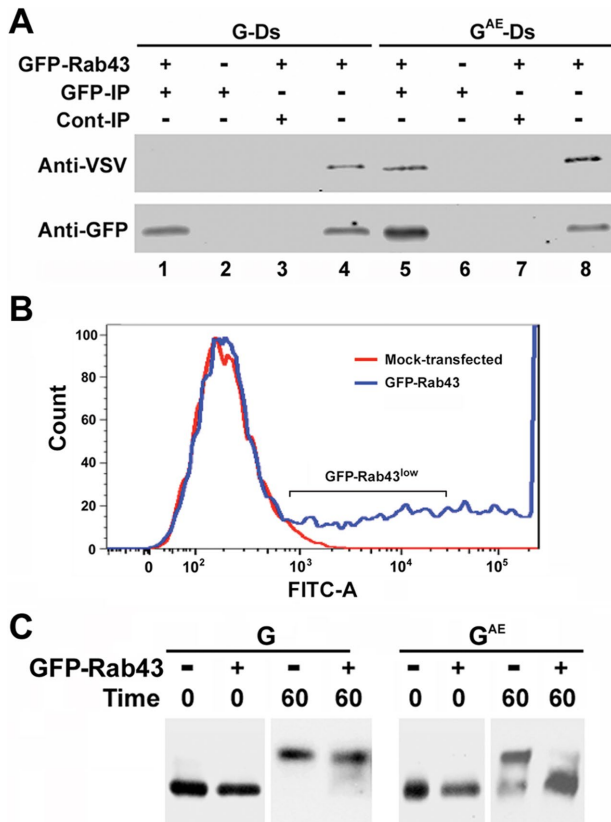 A
G-Ds G^AE-Ds
GFP-Rab43 + - + + + - + +
GFP-IP + + - - + + - -
Cont-IP - - + - - - + -
Anti-VSV
Anti-GFP
1 2 3 4 5 6 7 8
B
100
80
60
40
20
0
Count
Mock-transfected
GFP-Rab43
GFP-Rab43^low
0 10^2 10^3 10^4 10^5
FITC-A
C
G G^AE
GFP-Rab43 - + - + - + - +
Time 0 0 60 60 0 0 60 60